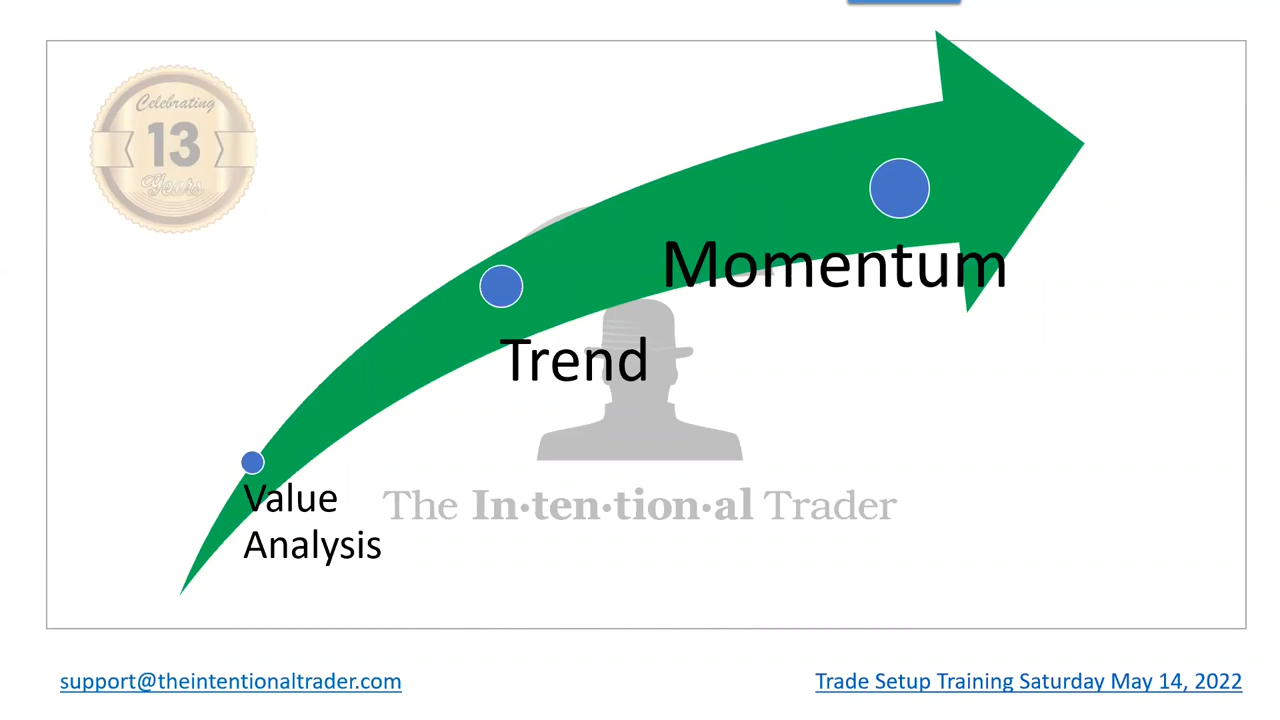 Celebrating
13
Years
Momentum
Trend
Value
Analysis
The In·ten·tion·al Trader
support@theintentionaltrader.com
Trade Setup Training Saturday May 14, 2022